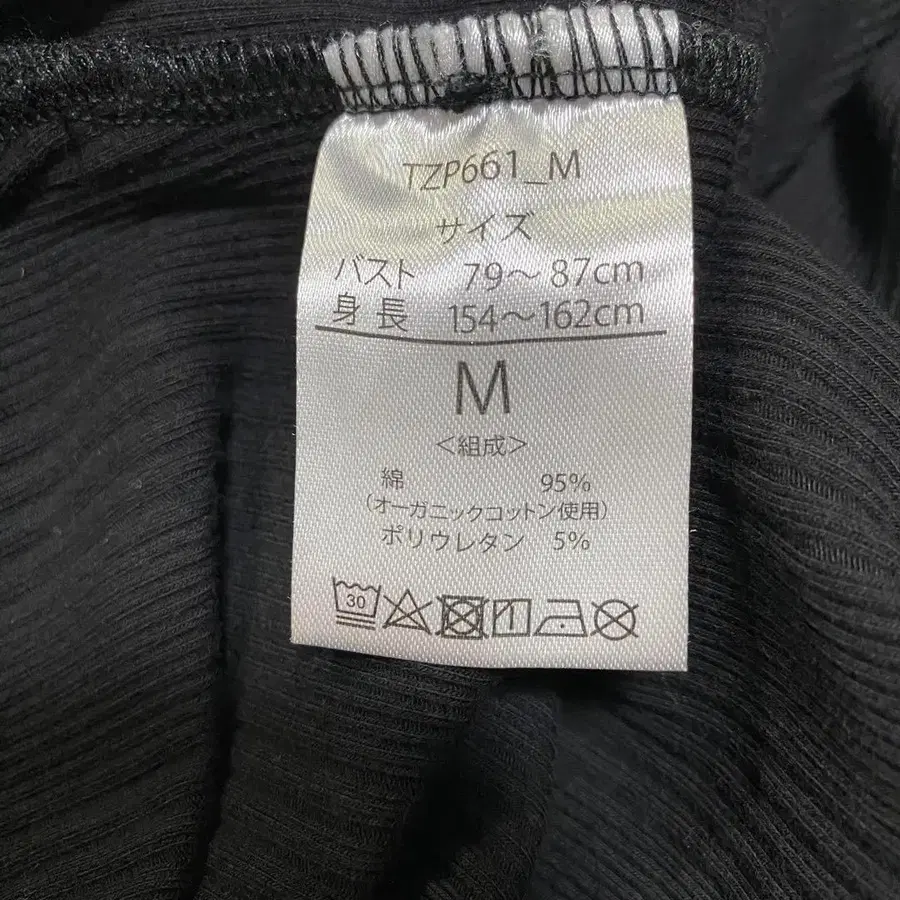 TZP661_M
サイズ
バスト 79～87cm
身長 154～162cm
M
＜組成＞
綿 95%
（オーガニックコットン使用）
ポリウレタン 5%
30